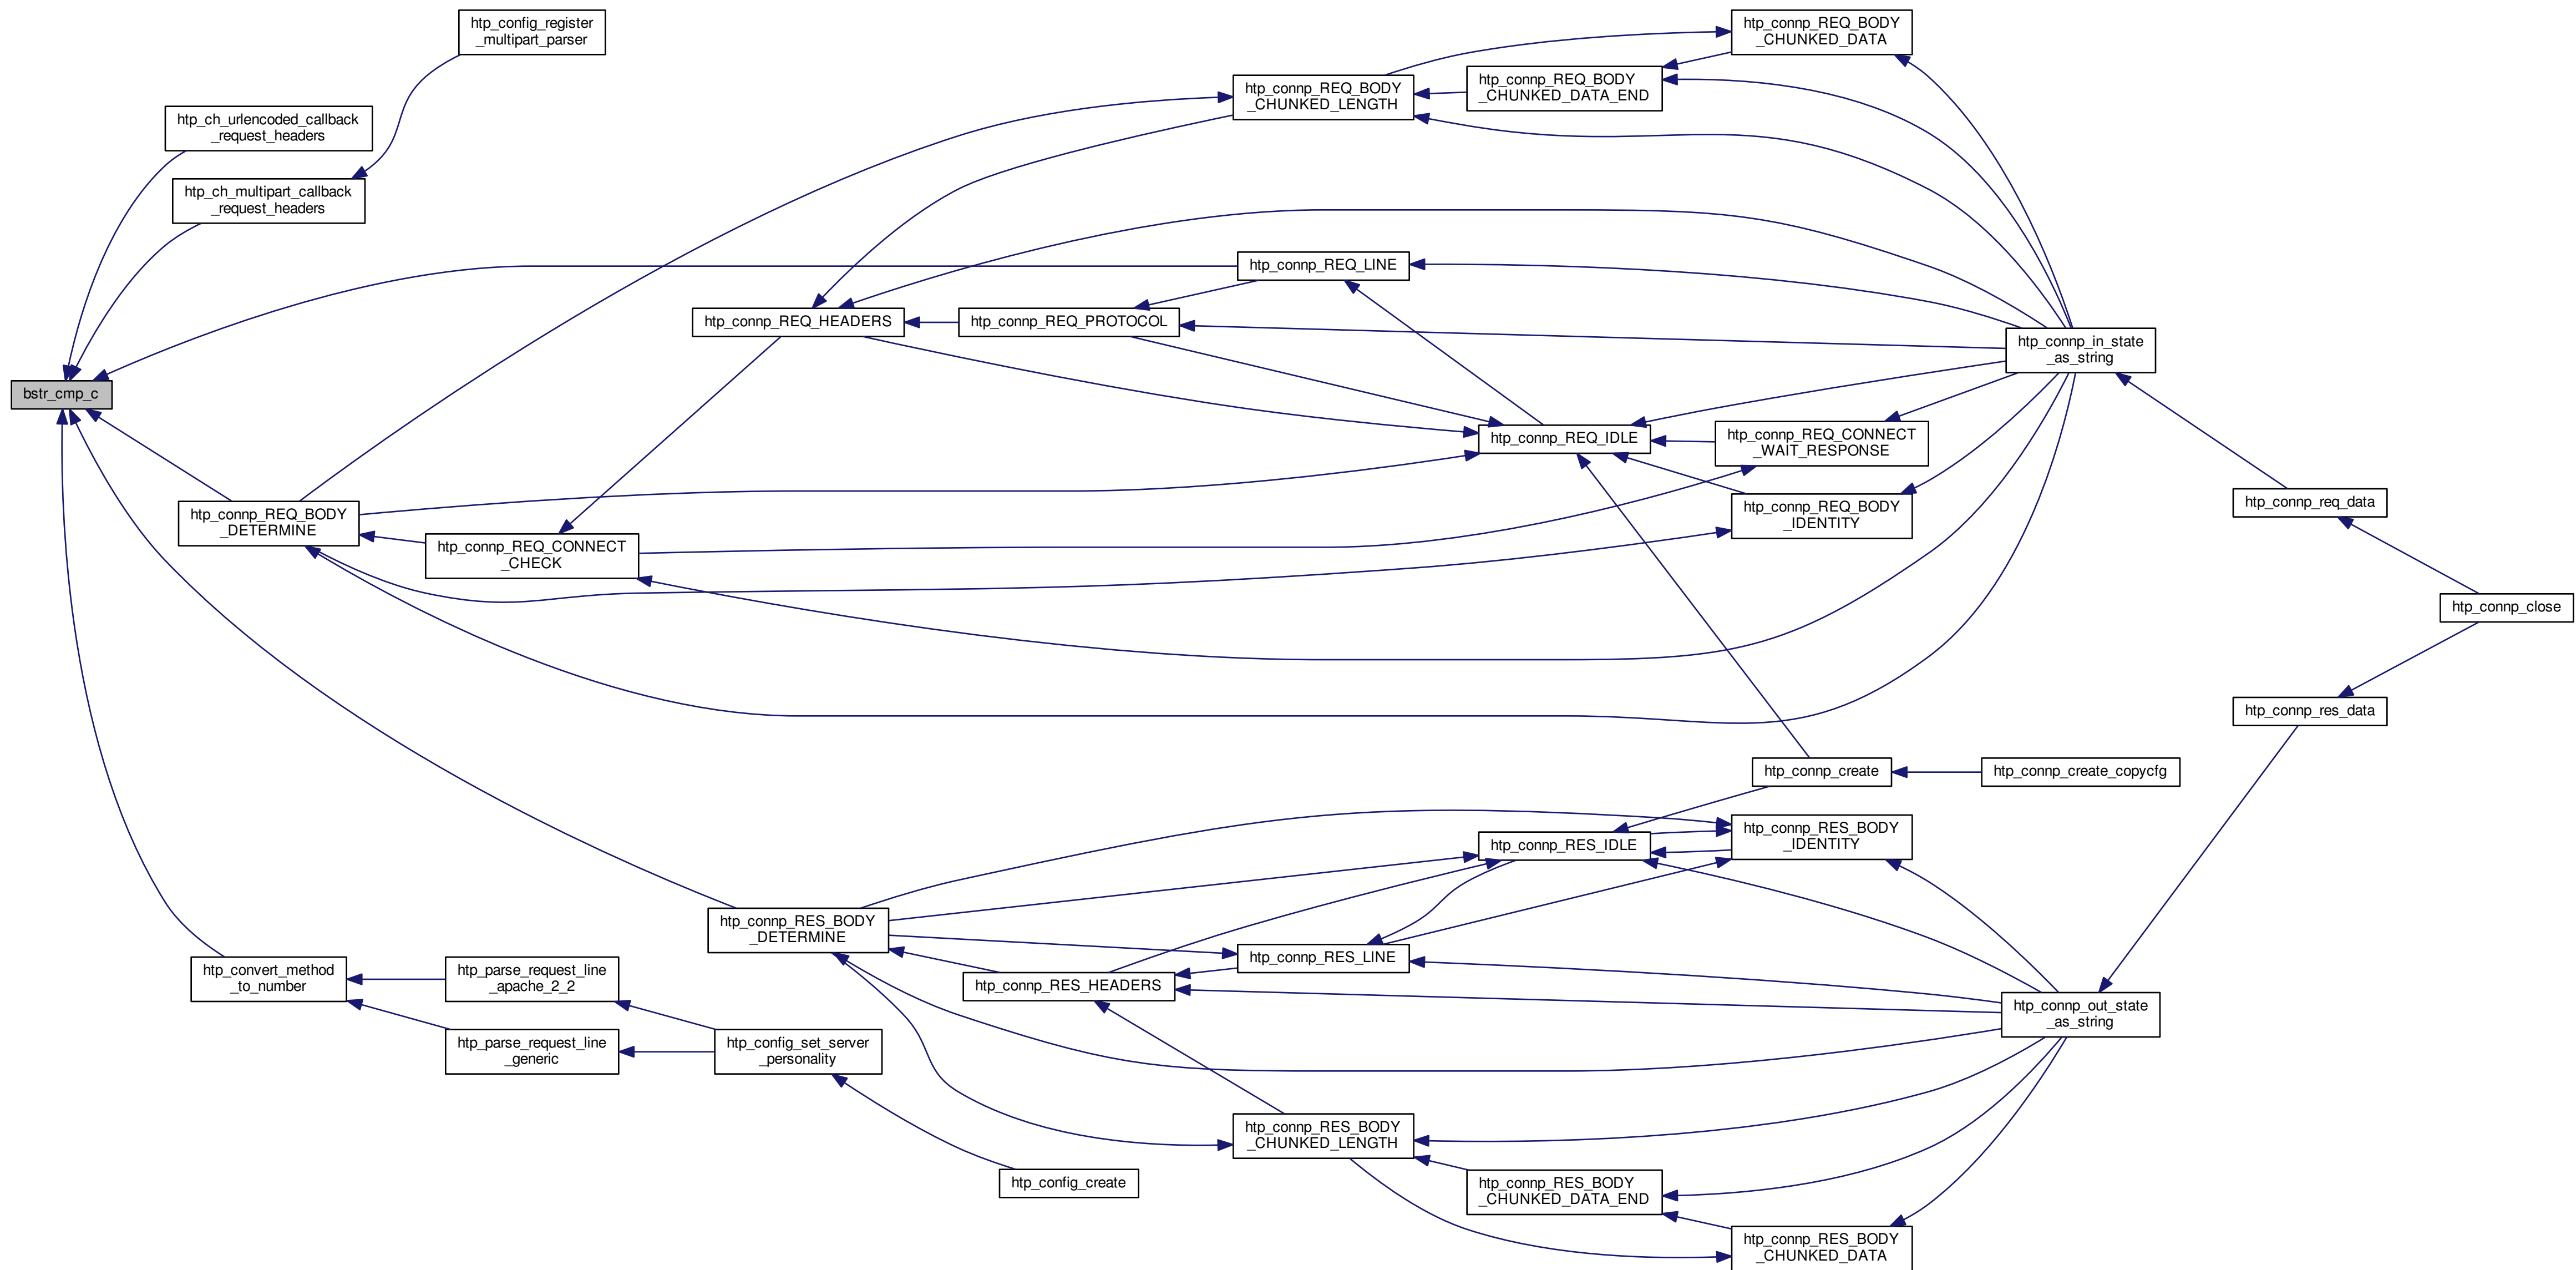 htp_config_register
_multipart_parser
htp_connp_REQ_BODY
_CHUNKED_DATA
htp_connp_REQ_BODY
_CHUNKED_LENGTH
htp_connp_REQ_BODY
_CHUNKED_DATA_END
htp_ch_urlencoded_callback
_request_headers
htp_ch_multipart_callback
_request_headers
htp_connp_REQ_LINE
htp_connp_REQ_HEADERS
htp_connp_REQ_PROTOCOL
htp_connp_in_state
_as_string
bstr_cmp_c
htp_connp_REQ_IDLE
htp_connp_REQ_CONNECT
_WAIT_RESPONSE
htp_connp_req_data
htp_connp_REQ_BODY
_DETERMINE
htp_connp_REQ_BODY
_IDENTITY
htp_connp_REQ_CONNECT
_CHECK
htp_connp_close
htp_connp_res_data
htp_connp_create
htp_connp_create_copycfg
htp_connp_RES_IDLE
htp_connp_RES_BODY
_IDENTITY
htp_connp_RES_BODY
_DETERMINE
htp_connp_RES_LINE
htp_convert_method
_to_number
htp_parse_request_line
_apache_2_2
htp_connp_RES_HEADERS
htp_connp_out_state
_as_string
htp_parse_request_line
_generic
htp_config_set_server
_personality
htp_connp_RES_BODY
_CHUNKED_LENGTH
htp_config_create
htp_connp_RES_BODY
_CHUNKED_DATA_END
htp_connp_RES_BODY
_CHUNKED_DATA